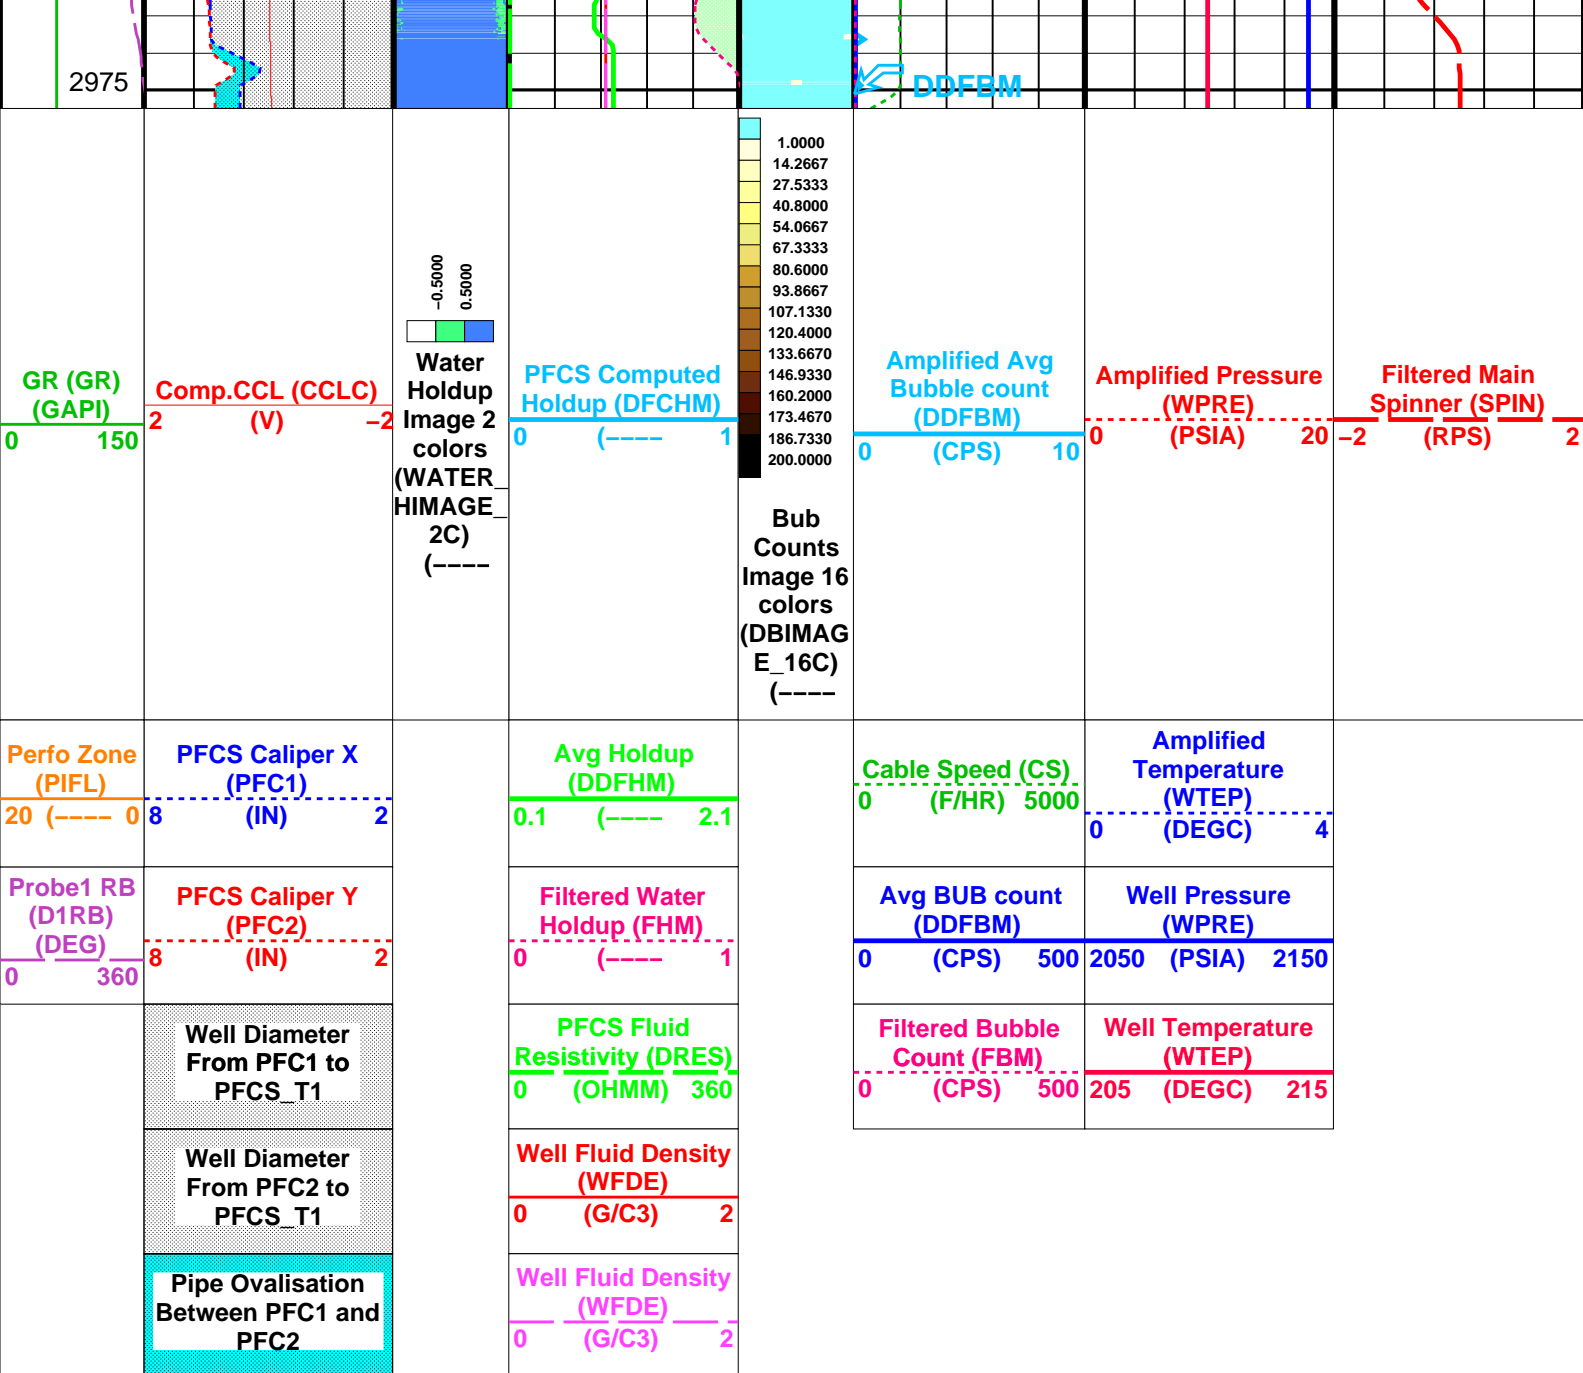 2975
DDFBM
GR (GR)
(GAPI)
0 150
Comp.CCL (CCLC)
2 (V) −2
−0.5000
0.5000
Water
Holdup
Image 2
colors
(WATER_
HIMAGE_
2C)
(−−−−
PFCS Computed
Holdup (DFCHM)
0 (−−−− 1
1.0000
14.2667
27.5333
40.8000
54.0667
67.3333
80.6000
93.8667
107.1330
120.4000
133.6670
146.9330
160.2000
173.4670
186.7330
200.0000
Bub
Counts
Image 16
colors
(DBIMAG
E_16C)
(−−−−
Amplified Avg
Bubble count
(DDFBM)
0 (CPS) 10
Amplified Pressure
(WPRE)
0 (PSIA) 20
Filtered Main
Spinner (SPIN)
−2 (RPS) 2
Perfo Zone
(PIFL)
20 (−−−− 0
PFCS Caliper X
(PFC1)
8 (IN) 2
Avg Holdup
(DDFHM)
0.1 (−−−− 2.1
Cable Speed (CS)
0 (F/HR) 5000
Amplified
Temperature
(WTEP)
0 (DEGC) 4
Probe1 RB
(D1RB)
(DEG)
0 360
PFCS Caliper Y
(PFC2)
8 (IN) 2
Filtered Water
Holdup (FHM)
0 (−−−− 1
Avg BUB count
(DDFBM)
0 (CPS) 500
Well Pressure
(WPRE)
2050 (PSIA) 2150
Well Diameter
From PFC1 to
PFCS_T1
PFCS Fluid
Resistivity (DRES)
0 (OHMM) 360
Filtered Bubble
Count (FBM)
0 (CPS) 500
Well Temperature
(WTEP)
205 (DEGC) 215
Well Diameter
From PFC2 to
PFCS_T1
Well Fluid Density
(WFDE)
0 (G/C3) 2
Pipe Ovalisation
Between PFC1 and
PFC2
Well Fluid Density
(WFDE)
0 (G/C3) 2